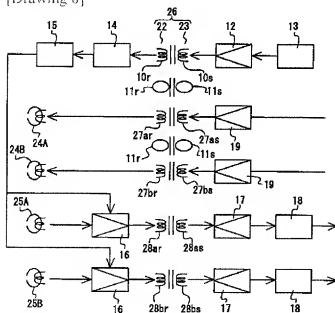 [Drawing 6]
26
15 14 22 23 12 13
10r 10s
11r 11s
24A 27ar 27as 19
24B 11r 11s
27br 27bs 19
25A 17 18
16 28ar 28as
17 18
25B 16 28br 28bs 18